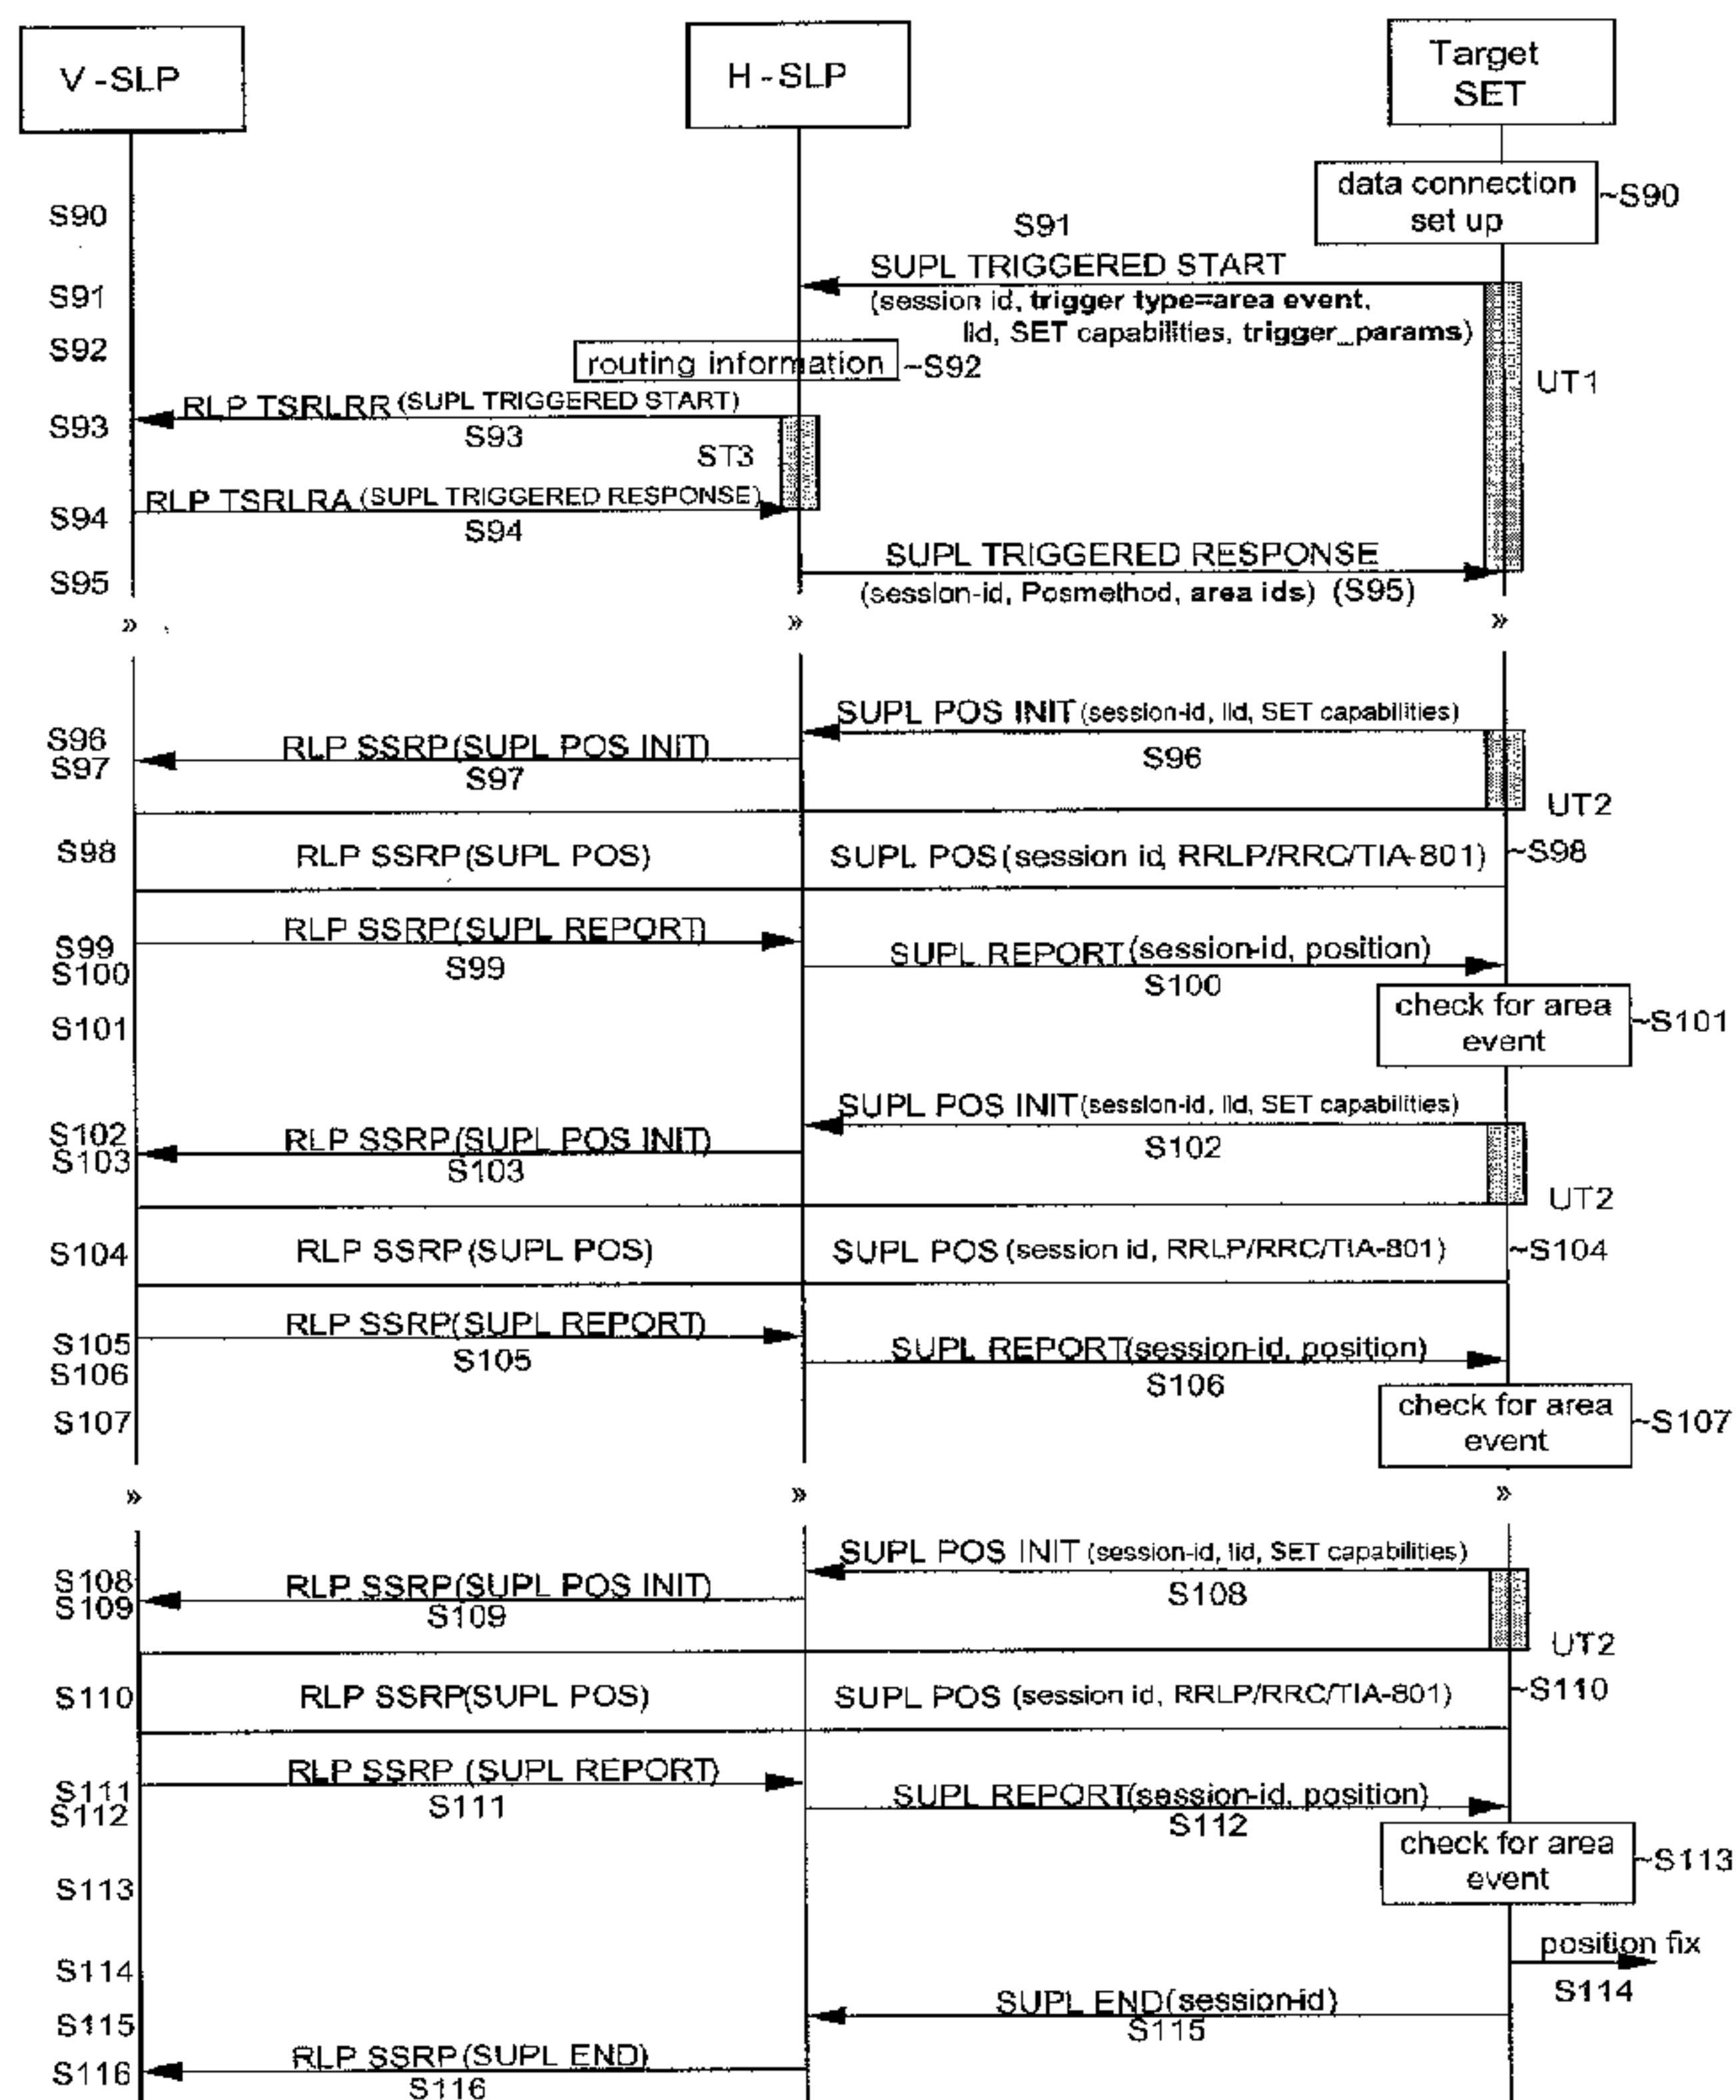 V-SLP
H-SLP
Target
SET
data connection
set up
~S90
S90
S91
SUPL TRIGGERED START
S91
(session id, trigger type=area event,
lid, SET capabilities, trigger_params)
S92
routing information
~S92
UT1
RLP TSRLRR (SUPL TRIGGERED START)
S93
S93
ST3
RLP TSRLRA (SUPL TRIGGERED RESPONSE)
S94
S94
SUPL TRIGGERED RESPONSE
S95
(session-id, Posmethod, area ids) (S95)
» » »
SUPL POS INIT (session-id, lid, SET capabilities)
S96
RLP SSRP(SUPL POS INIT)
S96
S97
S97
UT2
S98
RLP SSRP(SUPL POS)
SUPL POS(session id, RRLP/RRC/TIA-801)
~S98
RLP SSRP(SUPL REPORT)
S99
SUPL REPORT(session-id, position)
S99
S100
S100
check for area
event
~S101
S101
SUPL POS INIT (session-id, lid, SET capabilities)
S102
RLP SSRP(SUPL POS INIT)
S102
S103
S103
UT2
S104
RLP SSRP(SUPL POS)
SUPL POS (session id, RRLP/RRC/TIA-801)
~S104
RLP SSRP(SUPL REPORT)
S105
SUPL REPORT(session-id, position)
S105
S106
S106
check for area
event
~S107
S107
» » »
SUPL POS INIT (session-id, lid, SET capabilities)
S108
RLP SSRP(SUPL POS INIT)
S108
S109
S109
UT2
S110
RLP SSRP(SUPL POS)
SUPL POS (session id, RRLP/RRC/TIA-801)
~S110
RLP SSRP (SUPL REPORT)
S111
SUPL REPORT(session-id, position)
S111
S112
S112
check for area
event
~S113
S113
position fix
S114
S114
SUPL END(session-id)
S115
S115
RLP SSRP(SUPL END)
S116
S116